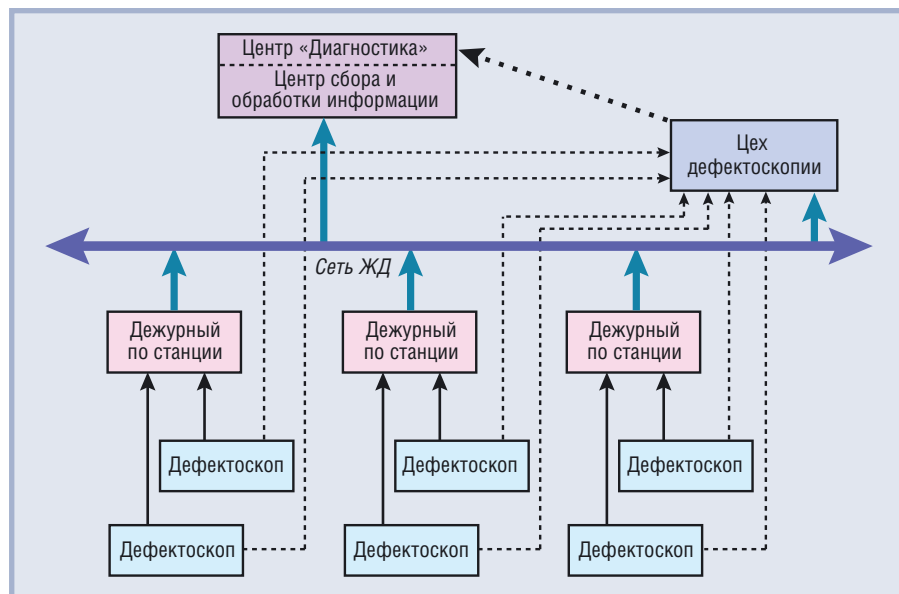 Центр «Диагностика»
Центр сбора и
обработки информации
Цех
дефектоскопии
Сеть ЖД
Дежурный
по станции
Дежурный
по станции
Дежурный
по станции
Дефектоскоп
Дефектоскоп
Дефектоскоп
Дефектоскоп
Дефектоскоп
Дефектоскоп